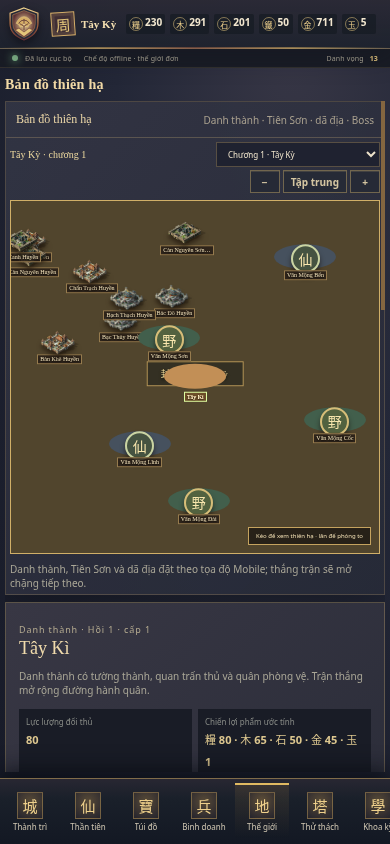 周 Tây Kỳ 糧 230 木 291 石 201 鐵 50 金 711 玉 5
Đã lưu cục bộ Chế độ offline · thế giới đơn Danh vọng 13
Bản đồ thiên hạ
Bản đồ thiên hạ Danh thành · Tiên Sơn · dã địa · Boss
Tây Kỳ · chương 1 Chương 1 · Tây Kỳ
− Tập trung +
Càn Nguyên Sơn...
仙
Vân Mộng Bến
Càn Nguyên Huyện
Chấn Trạch Huyện
Bạch Trạch Huyện
Bác Đô Huyện
野
Vân Mộng Sơn
Bàn Khê Huyện
Tây Kì
野
Vân Mộng Cốc
仙
Vân Mộng Lĩnh
野
Vân Mộng Đài
Kéo để xem thiên hạ · lăn để phóng to
Danh thành, Tiên Sơn và dã địa đặt theo tọa độ Mobile; thắng trận sẽ mở
chặng tiếp theo.
Danh thành · Hồi 1 · cấp 1
Tây Kì
Danh thành có tường thành, quan trấn thủ và quân phòng vệ. Trận thắng
mở rộng đường hành quân.
Lực lượng đối thủ
80
Chiến lợi phẩm ước tính
糧 80 · 木 65 · 石 50 · 金 45 · 玉
1
城 仙 寶 兵 地 塔 學
Thành trì Thần tiên Túi đồ Binh doanh Thế giới Thử thách Khoa kỹ